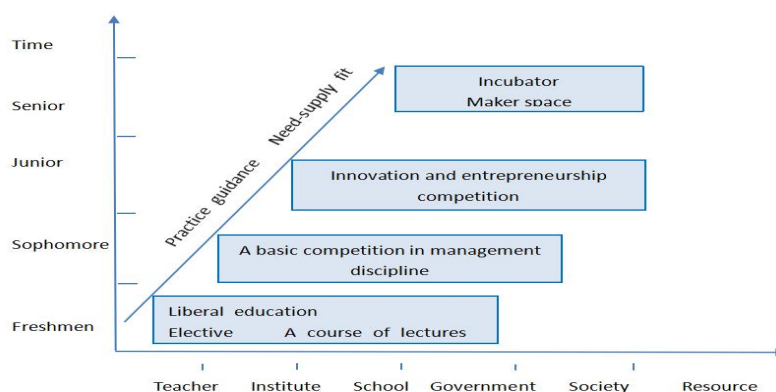 Time
Senior
Junior
Sophomore
Freshmen
Practice guidance Need-supply fit
Incubator
Maker space
Innovation and entrepreneurship
competition
A basic competition in management
discipline
Liberal education
Elective A course of lectures
Teacher Institute School Government Society Resource